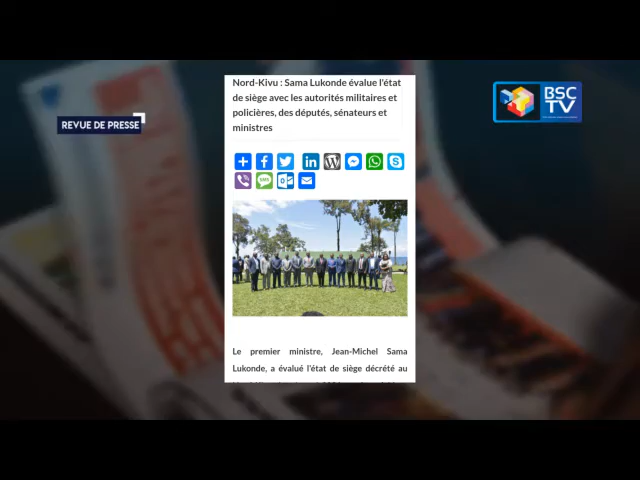 Nord-Kivu : Sama Lukonde évalue l'état
de siège avec les autorités militaires et
policières, des députés, sénateurs et
ministres
BSC
TV
REVUE DE PRESSE
Le premier ministre, Jean-Michel Sama
Lukonde, a évalué l'état de siège décrété au